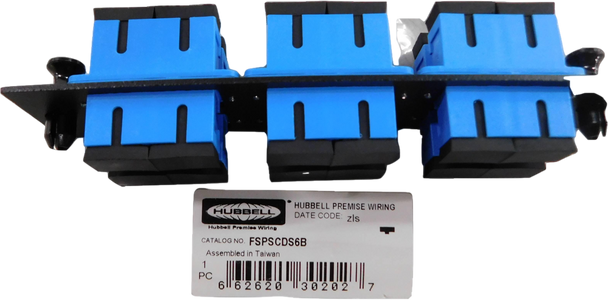 HUBBELL
Hubbell Premise Wiring
HUBBELL PREMISE WIRING
DATE CODE: zls
CATALOG NO. FSPSCDS6B
Assembled in Taiwan
1
PC
6 62620 30202 7